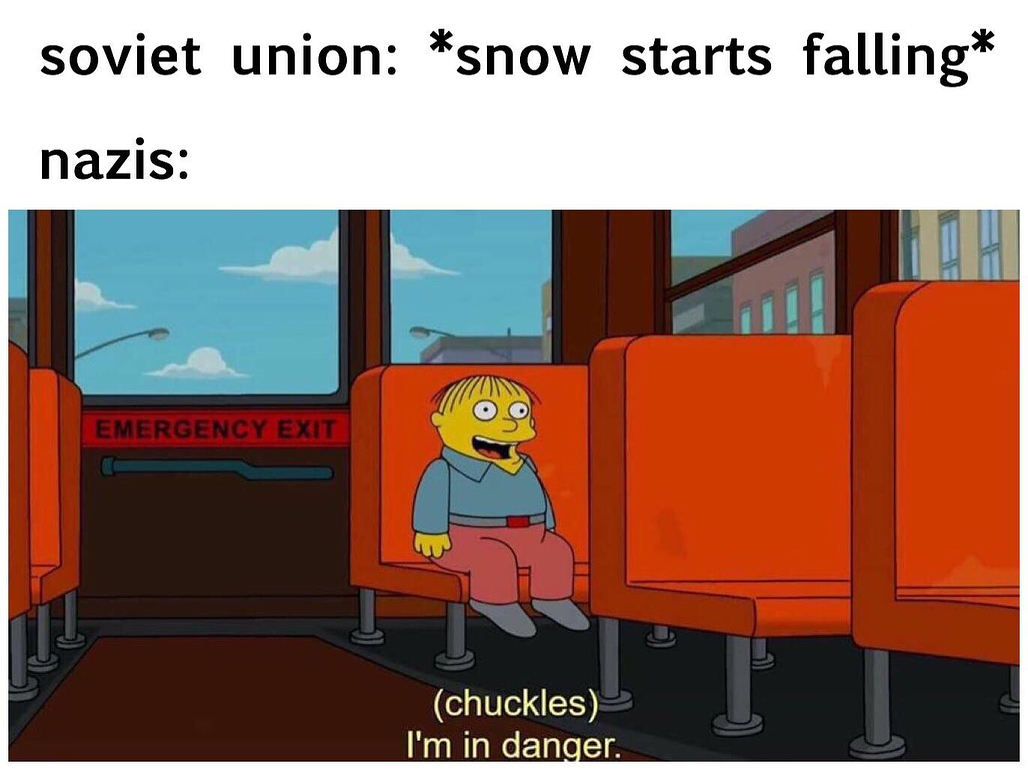 soviet union: *snow starts falling*
nazis:
EMERGENCY EXIT
(chuckles)
I'm in danger.